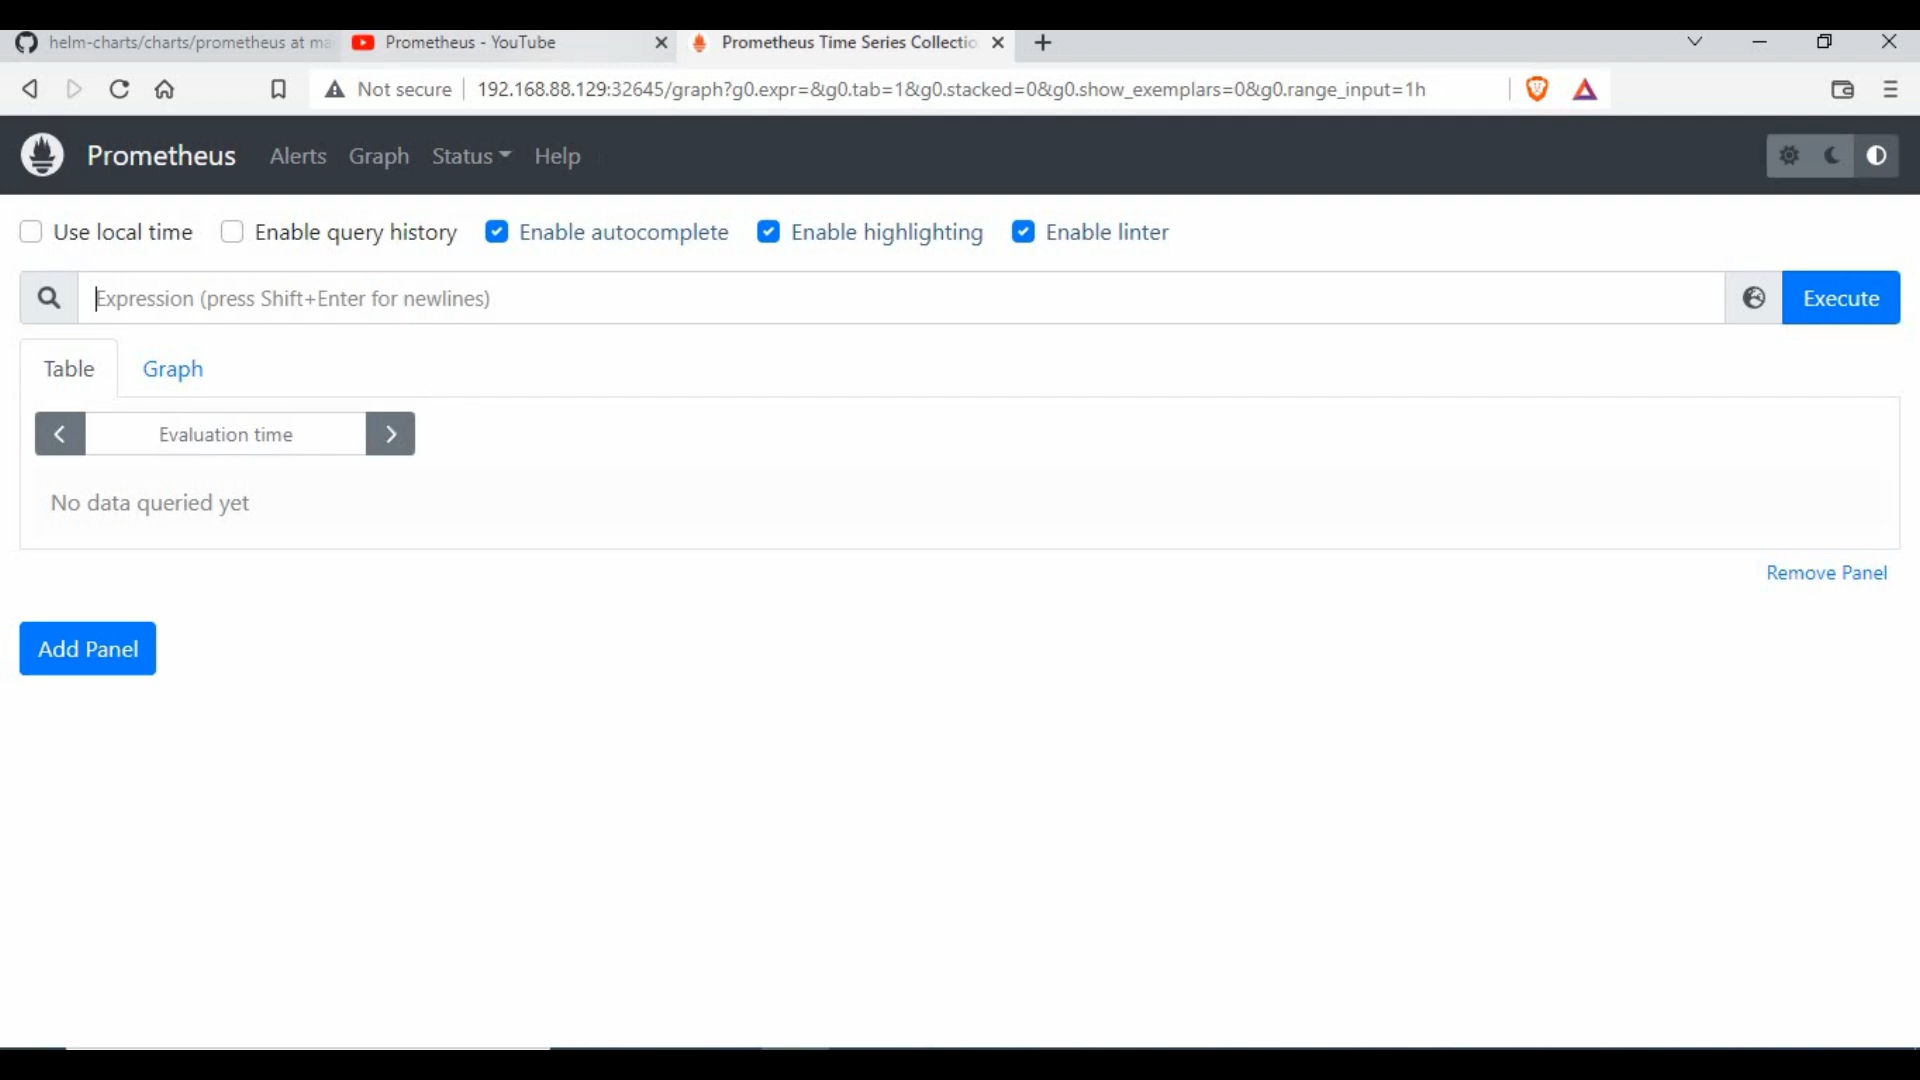 helm-charts/charts/prometheus at ma
Prometheus - YouTube
Prometheus Time Series Collectio
Not secure
192.168.88.129:32645/graph?g0.expr=&g0.tab=1&g0.stacked=0&g0.show_exemplars=0&g0.range_input=1h
Prometheus Alerts Graph Status Help
Use local time Enable query history Enable autocomplete Enable highlighting Enable linter
Expression (press Shift+Enter for newlines)
Execute
Table Graph
Evaluation time
No data queried yet
Remove Panel
Add Panel